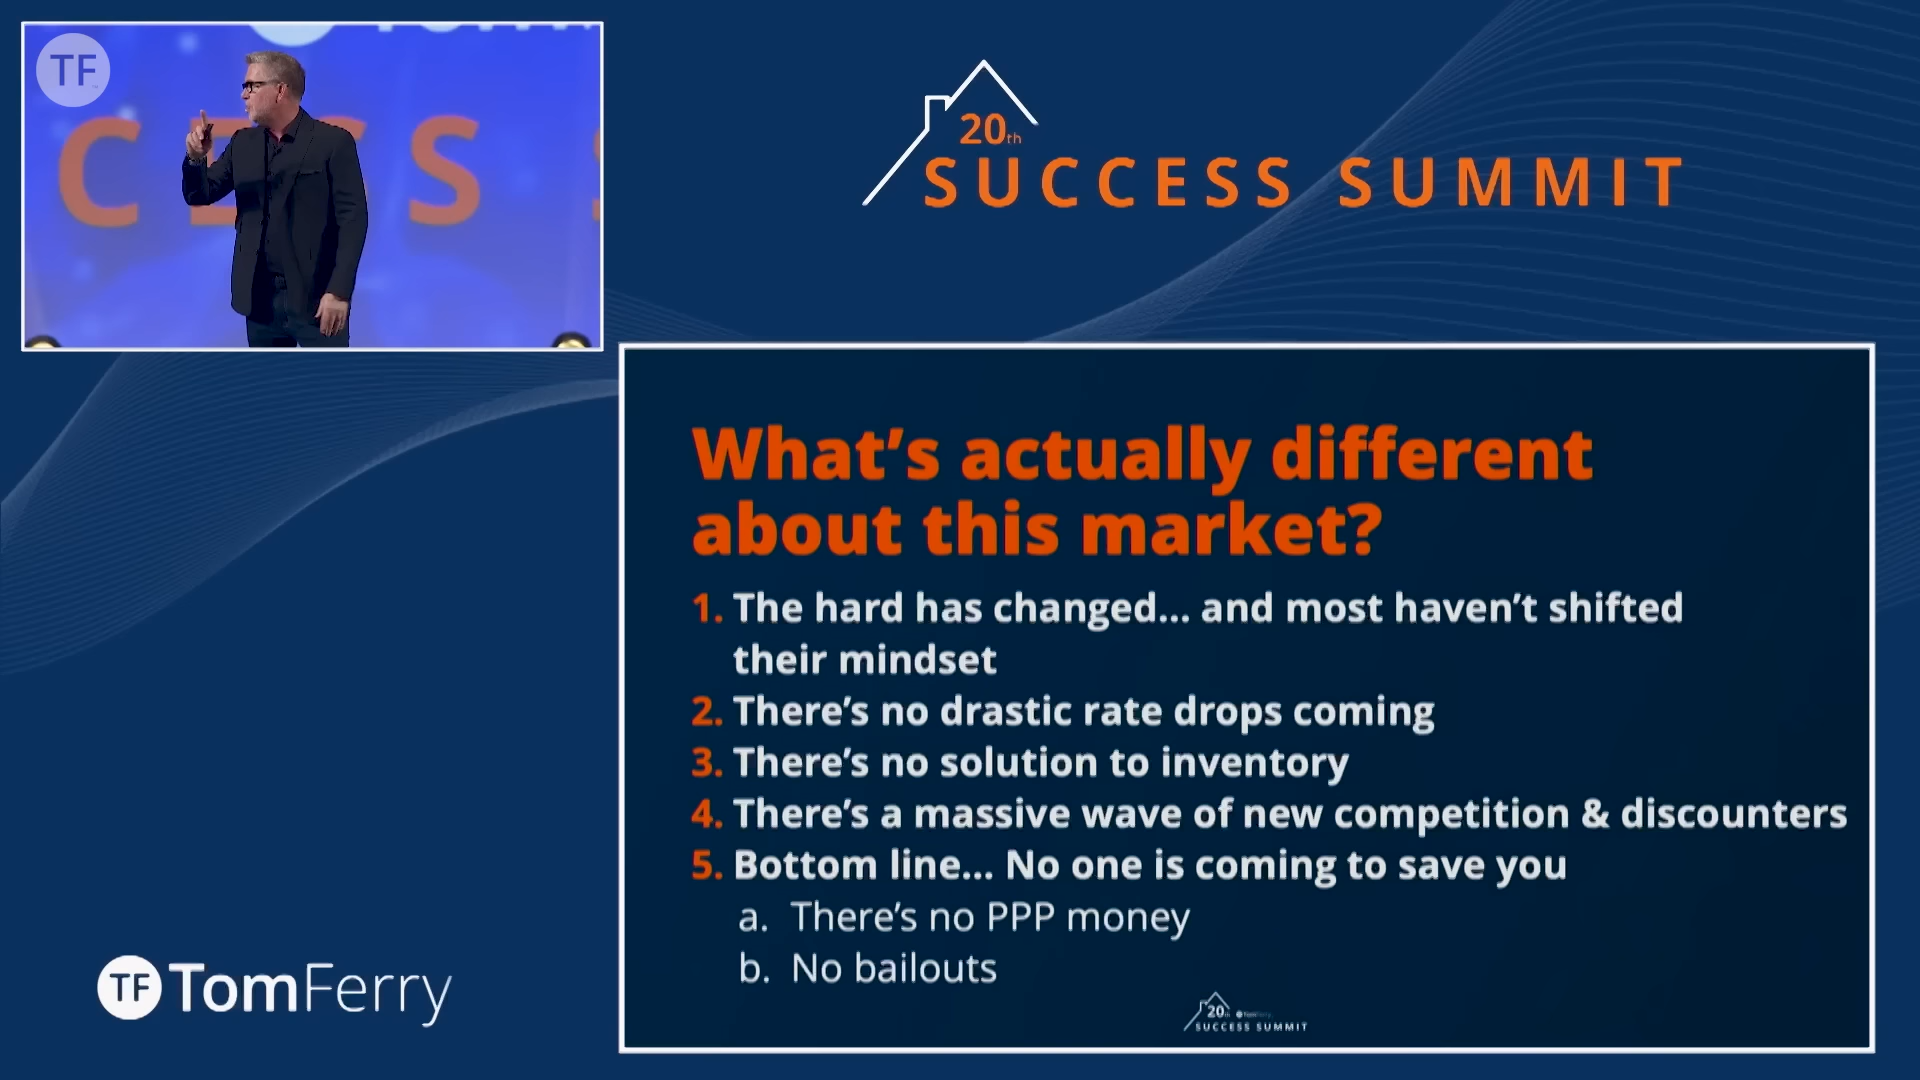 TF
CESS S
20th
SUCCESS SUMMIT
What’s actually different
about this market?
1. The hard has changed... and most haven’t shifted
their mindset
2. There’s no drastic rate drops coming
3. There’s no solution to inventory
4. There’s a massive wave of new competition & discounters
5. Bottom line... No one is coming to save you
a. There’s no PPP money
b. No bailouts
20th TomFerry
SUCCESS SUMMIT
TF TomFerry